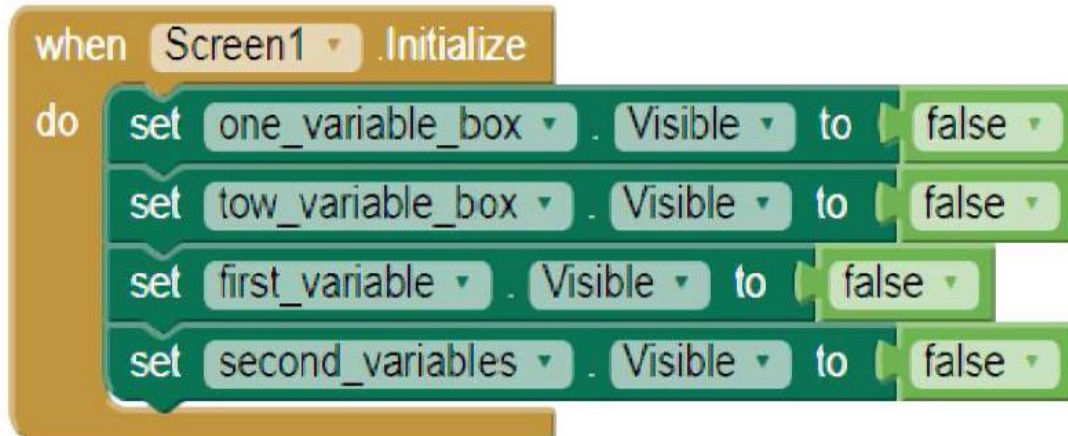 when Screen1 .Initialize
do set one_variable_box . Visible to false
set tow_variable_box . Visible to false
set first_variable . Visible to false
set second_variables . Visible to false